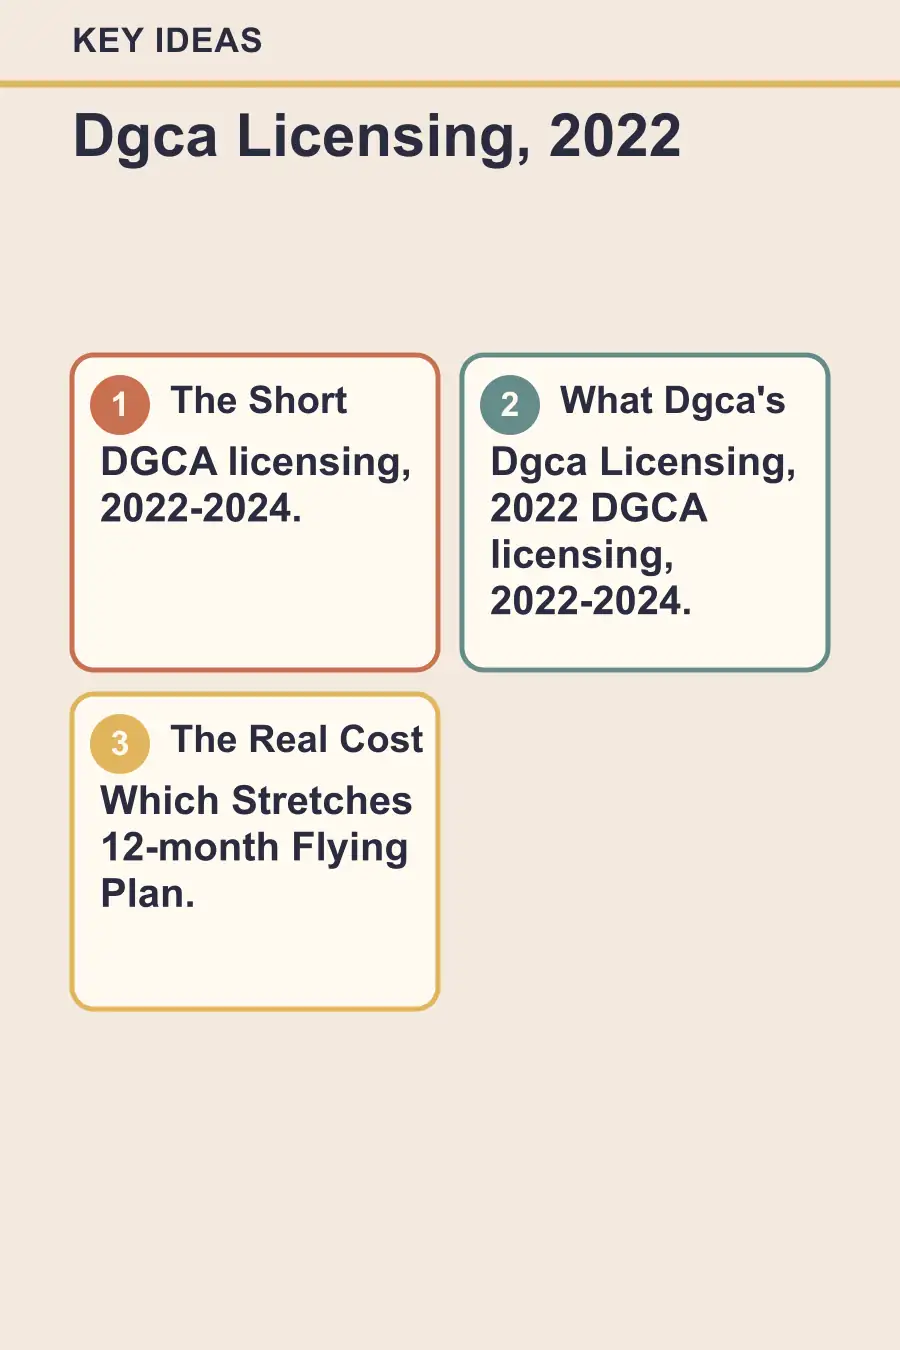 KEY IDEAS
Dgca Licensing, 2022
1
The Short
DGCA licensing,
2022-2024.
2
What Dgca's
Dgca Licensing,
2022 DGCA
licensing,
2022-2024.
3
The Real Cost
Which Stretches
12-month Flying
Plan.